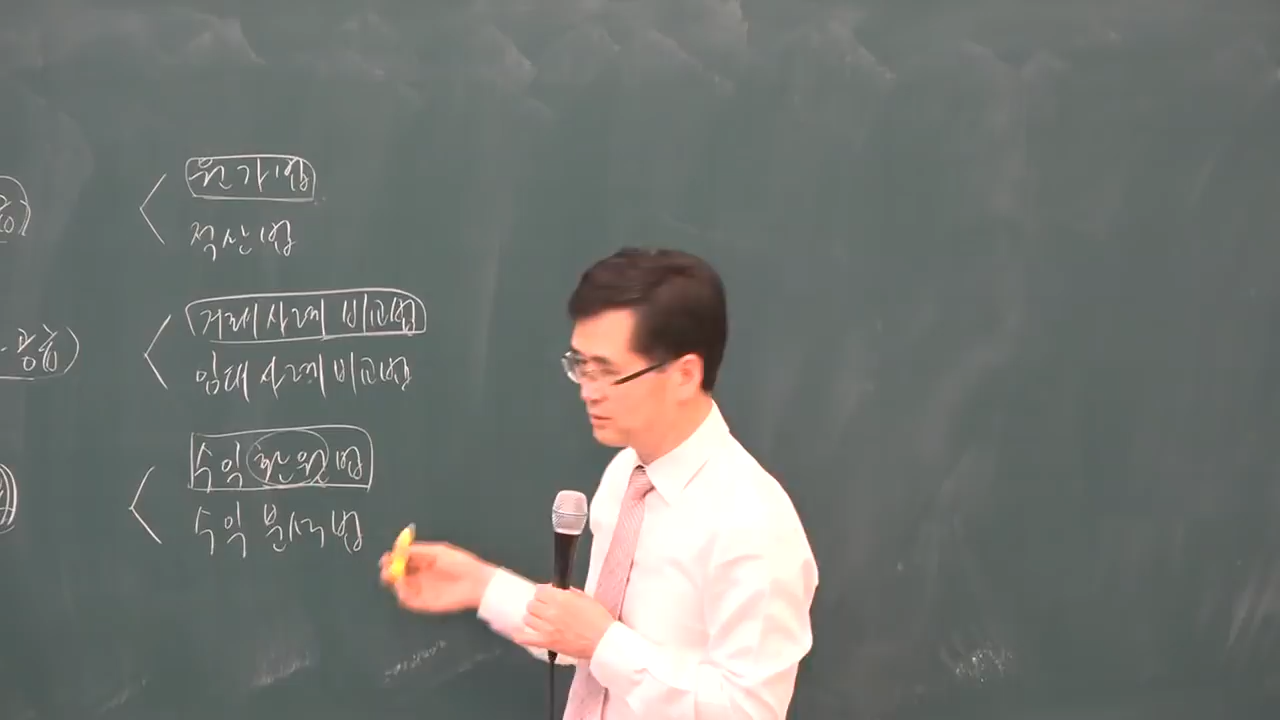 원가법
적산법
거래사례 비교법
임대사례 비교법
수익 환원법
수익 분석법